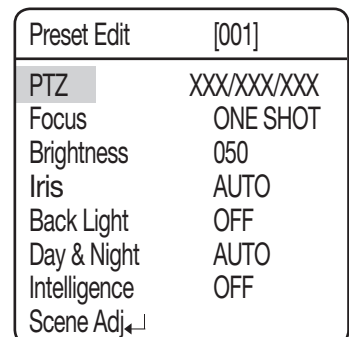 Preset Edit [001]
PTZ XXX/XXX/XXX
Focus ONE SHOT
Brightness 050
Iris AUTO
Back Light OFF
Day & Night AUTO
Intelligence OFF
Scene Adj↵